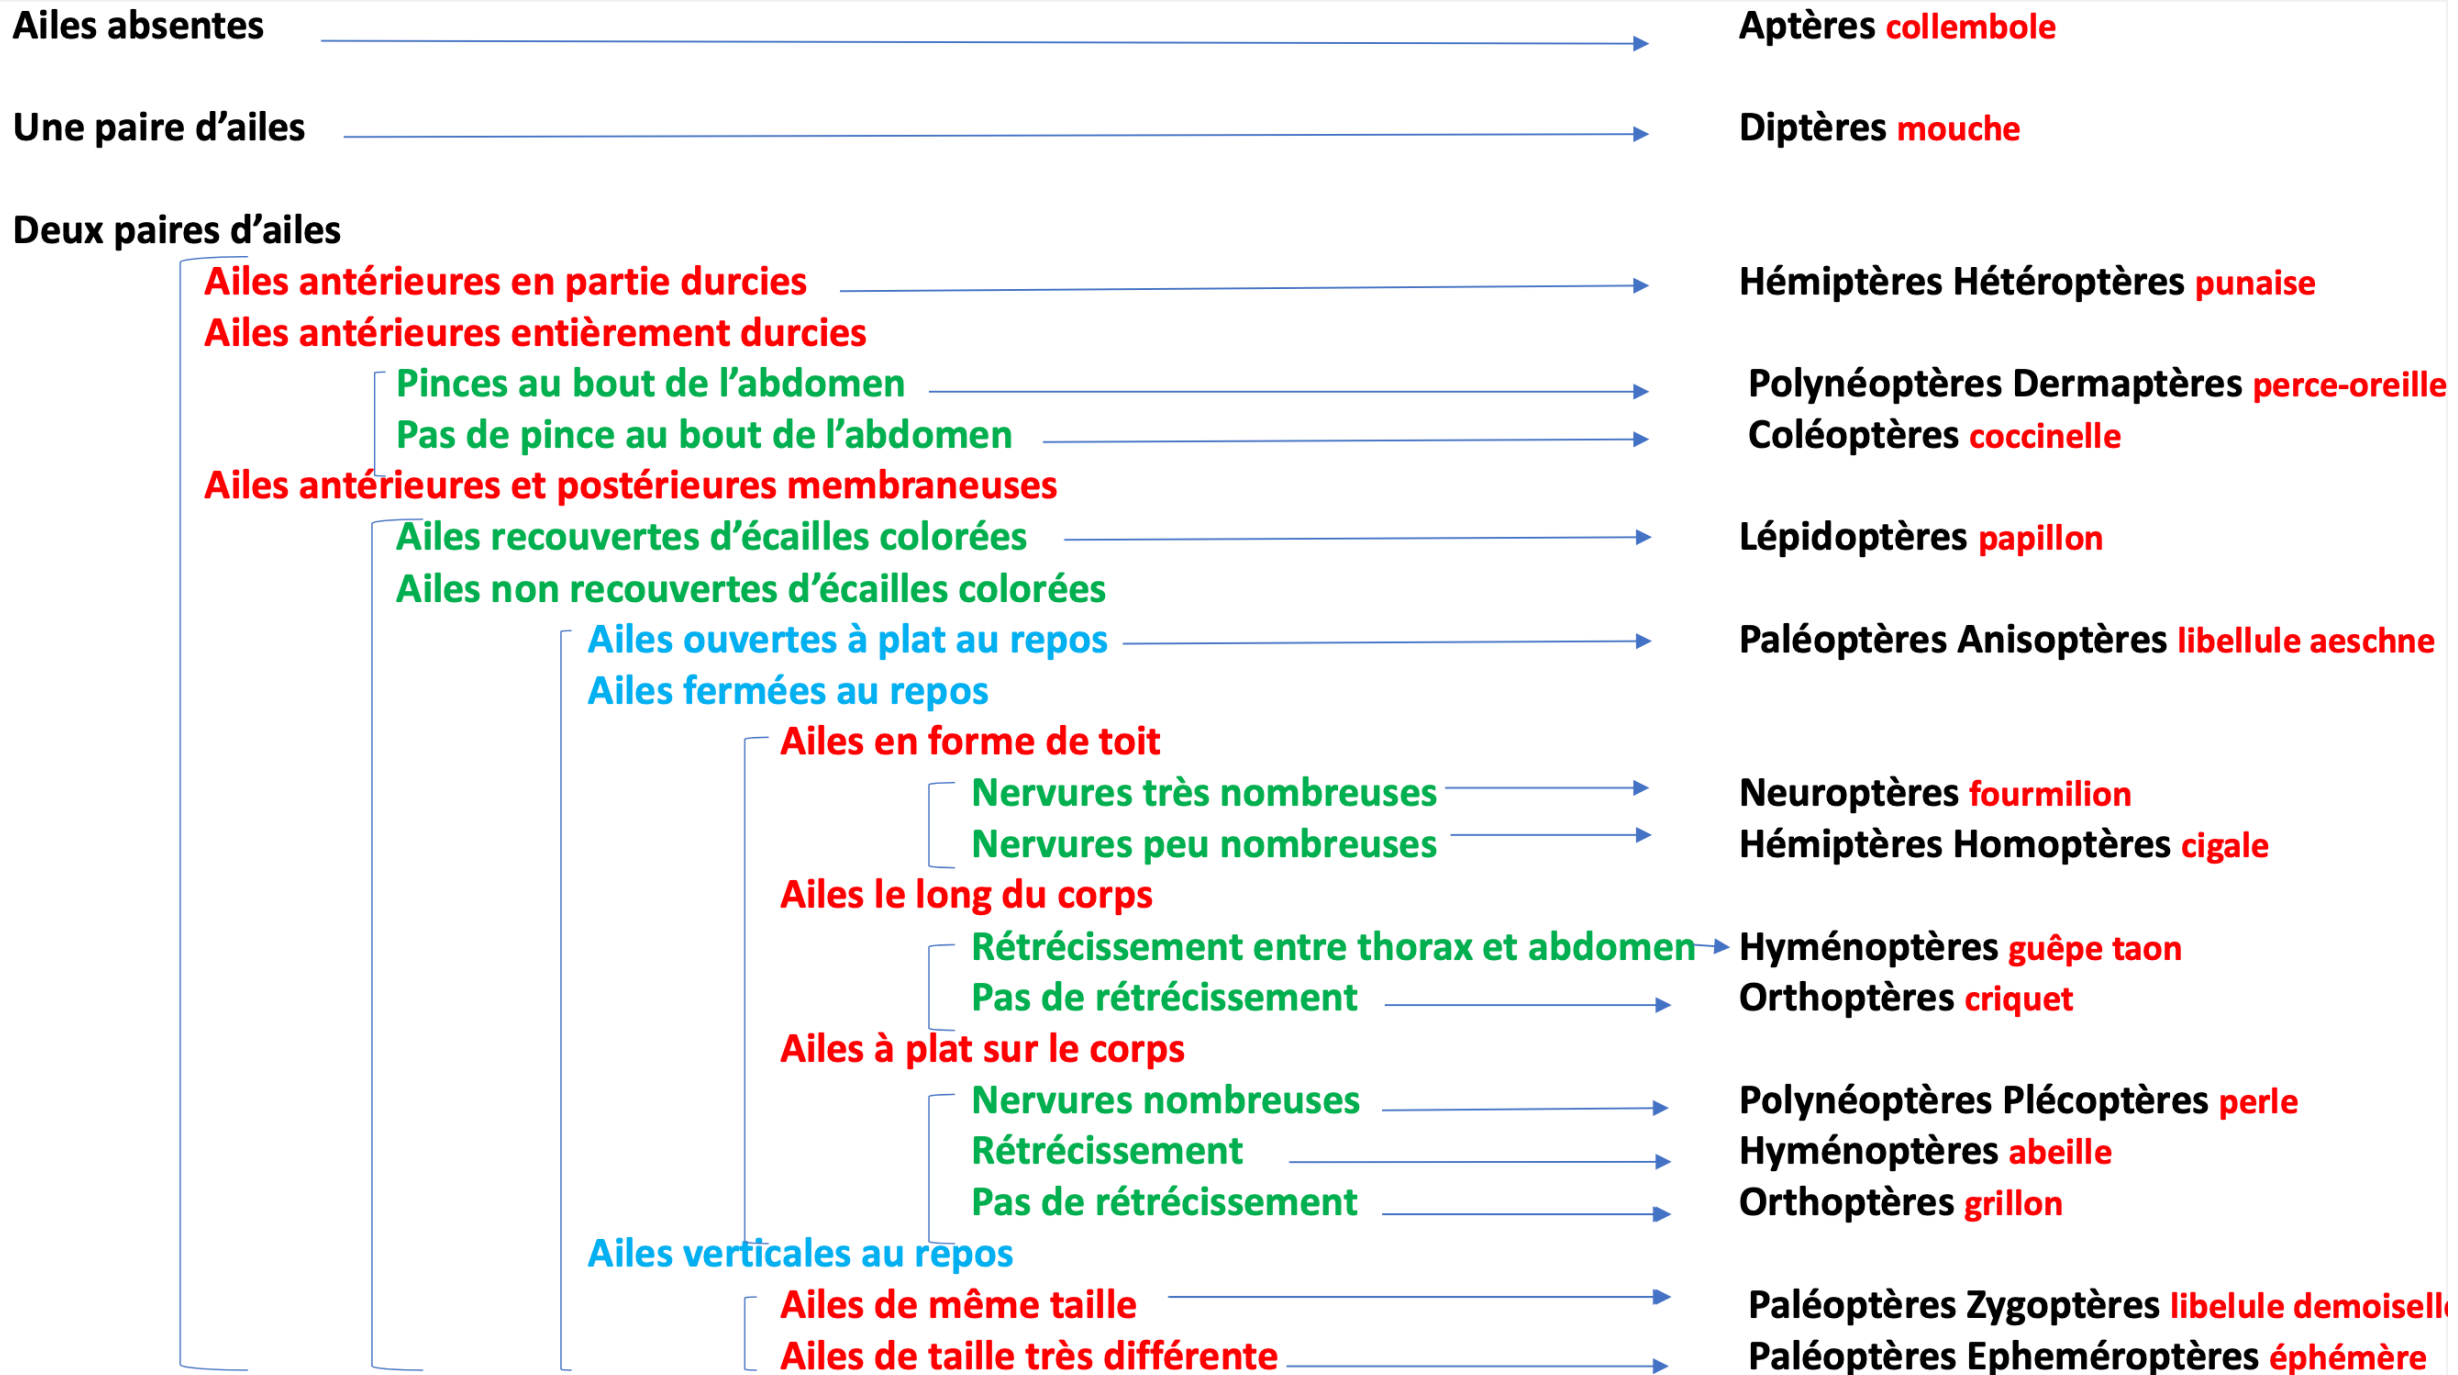 Ailes absentes Aptères collembole
Une paire d’ailes Diptères mouche
Deux paires d’ailes
Ailes antérieures en partie durcies Hémiptères Hétéroptères punaise
Ailes antérieures entièrement durcies
Pinces au bout de l’abdomen Polynéoptères Dermaptères perce-oreille
Pas de pince au bout de l’abdomen Coléoptères coccinelle
Ailes antérieures et postérieures membraneuses
Ailes recouvertes d’écailles colorées Lépidoptères papillon
Ailes non recouvertes d’écailles colorées
Ailes ouvertes à plat au repos Paléoptères Anisoptères libellule aeschne
Ailes fermées au repos
Ailes en forme de toit
Nervures très nombreuses Neuroptères fourmilion
Nervures peu nombreuses Hémiptères Homoptères cigale
Ailes le long du corps
Rétrécissement entre thorax et abdomen Hyménoptères guêpe taon
Pas de rétrécissement Orthoptères criquet
Ailes à plat sur le corps
Nervures nombreuses Polynéoptères Plécoptères perle
Rétrécissement Hyménoptères abeille
Pas de rétrécissement Orthoptères grillon
Ailes verticales au repos
Ailes de même taille Paléoptères Zygoptères libelule demoiselle
Ailes de taille très différente Paléoptères Epheméroptères éphémère